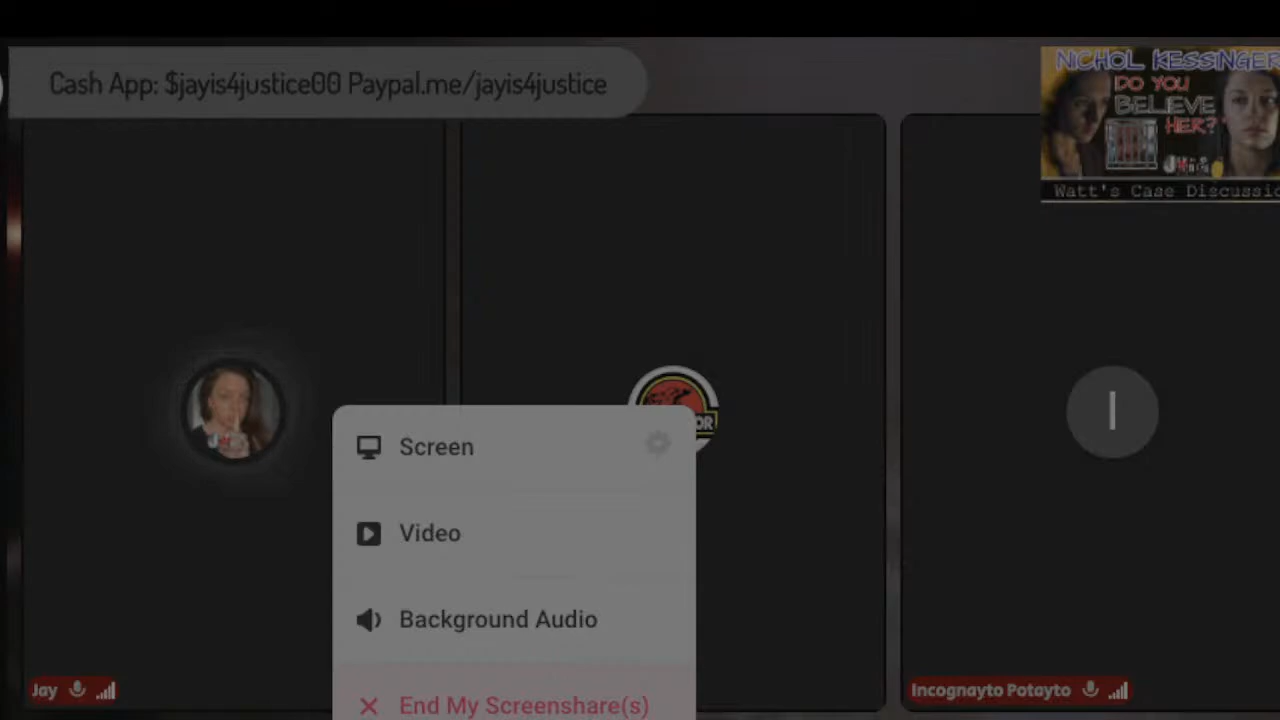 Cash App: $jayis4justice00 Paypal.me/jayis4justice
NICHOL KESSINGER
DO YOU
BELIEVE
HER?
Watt's Case Discussio
Screen
Video
Background Audio
End My Screenshare(s)
I
Jay
Incognayto Potayto